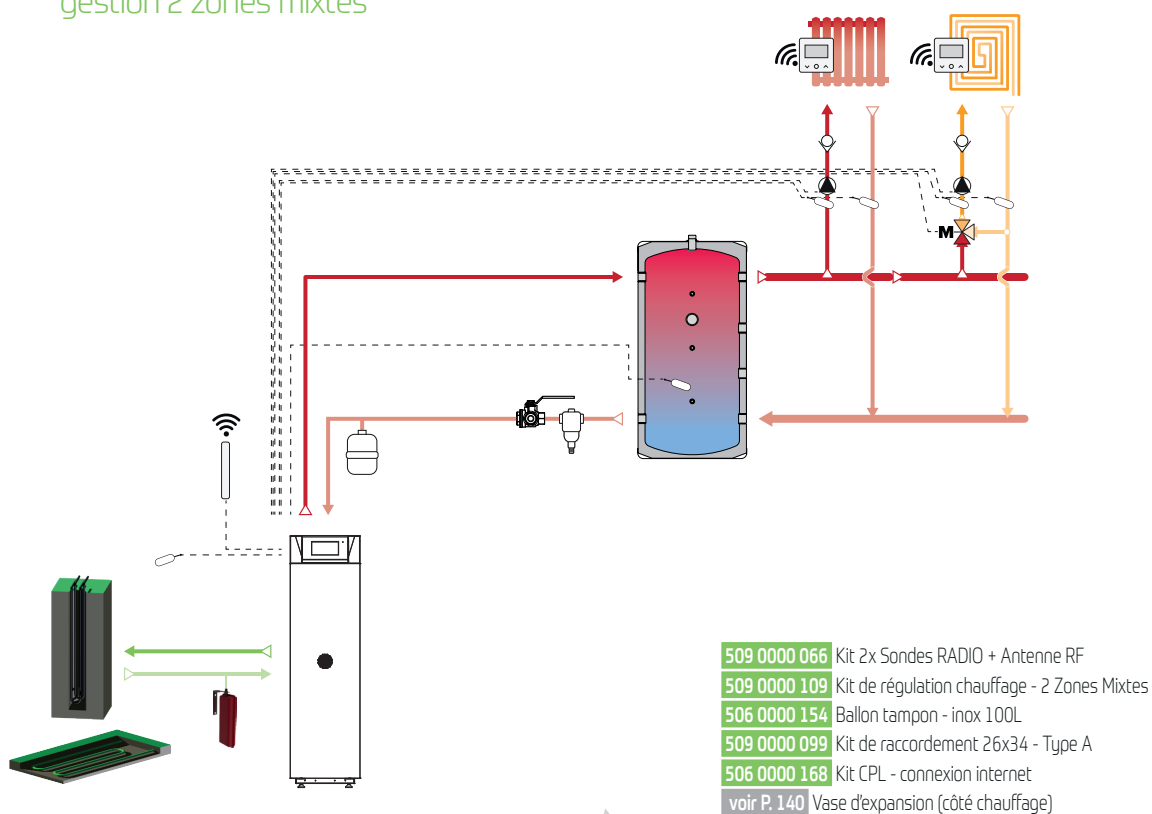 gestion 2 zones mixtes
M
509 0000 066 Kit 2x Sondes RADIO + Antenne RF
509 0000 109 Kit de régulation chauffage - 2 Zones Mixtes
506 0000 154 Ballon tampon - inox 100L
509 0000 099 Kit de raccordement 26x34 - Type A
506 0000 168 Kit CPL - connexion internet
voir P. 140 Vase d'expansion (côté chauffage)